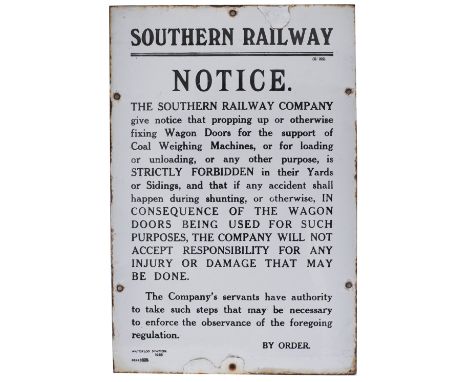 SOUTHERN RAILWAY
NOTICE.
THE SOUTHERN RAILWAY COMPANY
give notice that propping up or otherwise
fixing Wagon Doors for the support of
Coal Weighing Machines, or for loading
or unloading, or any other purpose, is
STRICTLY FORBIDDEN in their Yards
or Sidings, and that if any accident shall
happen during shunting, or otherwise, IN
CONSEQUENCE OF THE WAGON
DOORS BEING USED FOR SUCH
PURPOSES, THE COMPANY WILL NOT
ACCEPT RESPONSIBILITY FOR ANY
INJURY OR DAMAGE THAT MAY
BE DONE.
The Company's servants have authority
to take such steps that may be necessary
to enforce the observance of the foregoing
regulation.
BY ORDER.
WATERLOO STATION